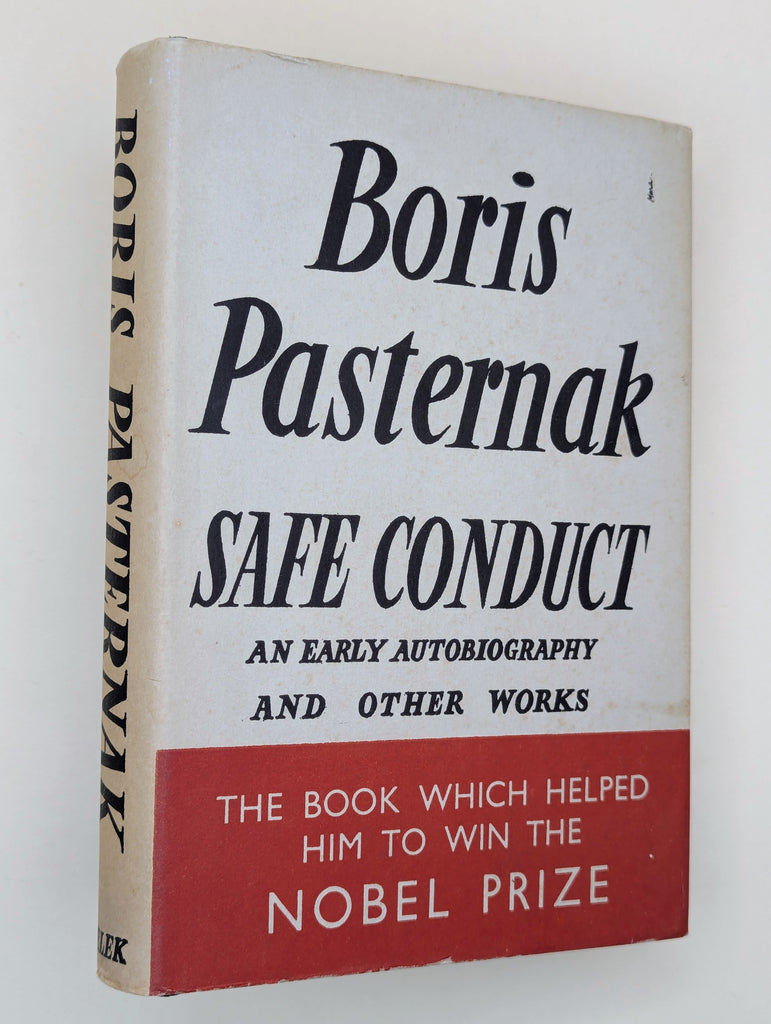 Boris
Pasternak
SAFE CONDUCT
AN EARLY AUTOBIOGRAPHY
AND OTHER WORKS
THE BOOK WHICH HELPED
HIM TO WIN THE
NOBEL PRIZE
BORIS PASTERNAK
LEK